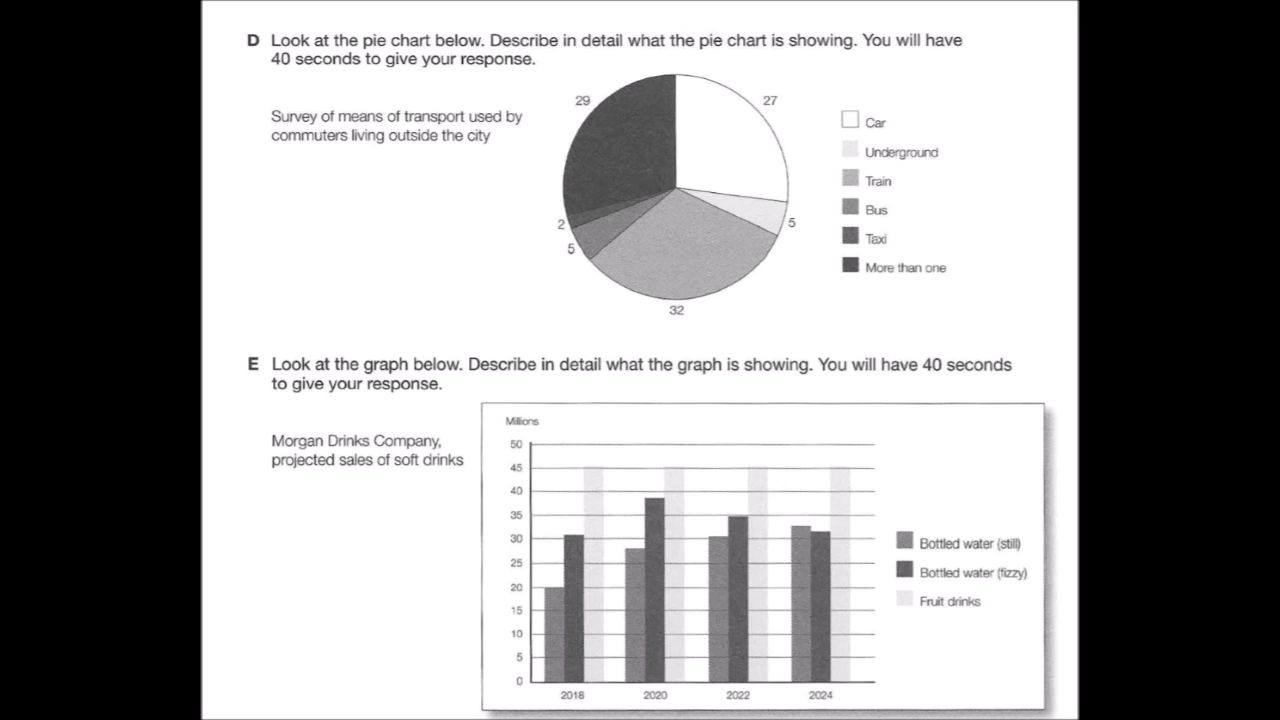 D Look at the pie chart below. Describe in detail what the pie chart is showing. You will have
40 seconds to give your response.
Survey of means of transport used by
commuters living outside the city
29
27
2
5
5
32
Car
Underground
Train
Bus
Taxi
More than one
E Look at the graph below. Describe in detail what the graph is showing. You will have 40 seconds
to give your response.
Morgan Drinks Company,
projected sales of soft drinks
Millions
50
45
40
35
30
25
20
15
10
5
0
2018 2020 2022 2024
Bottled water (still)
Bottled water (fizzy)
Fruit drinks